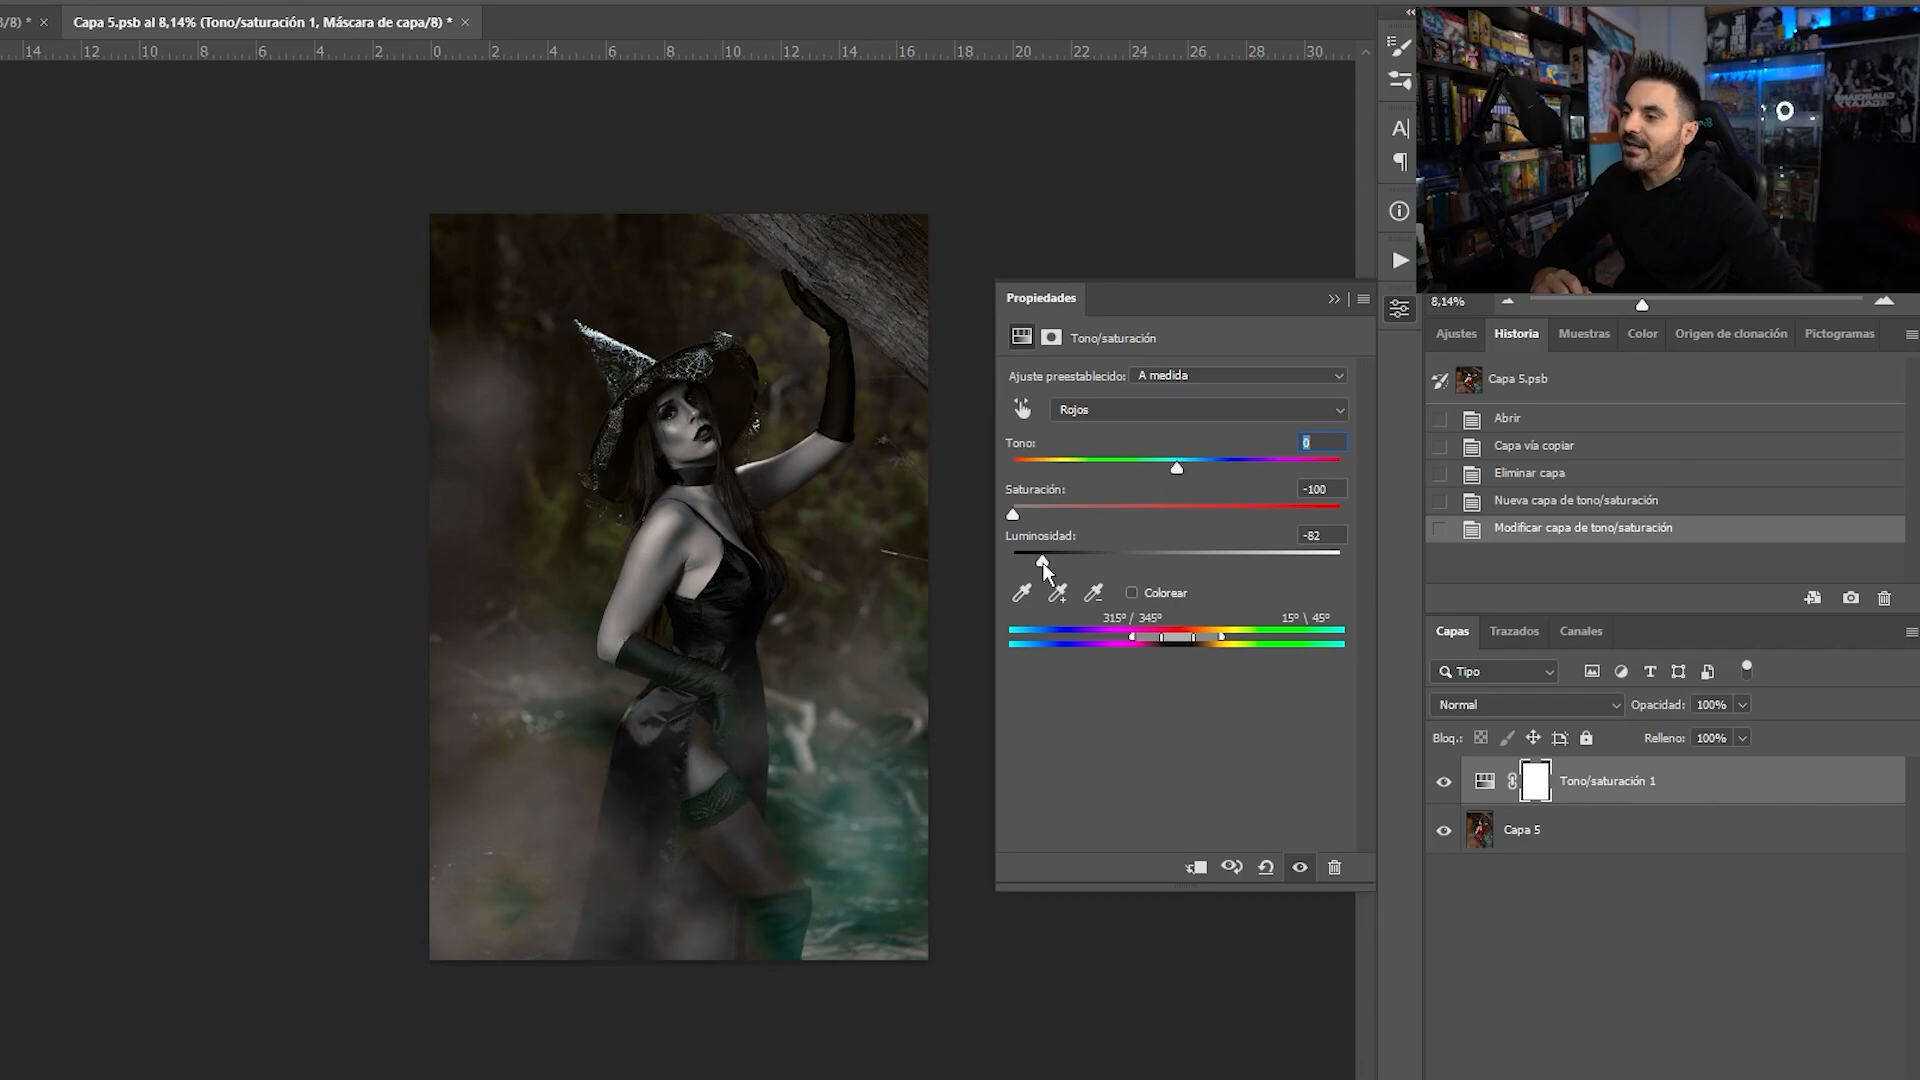 3/8) * ×
Capa 5.psb al 8,14% (Tono/saturación 1, Máscara de capa/8) * ×
14 12 10 8 6 4 2 0 2 4 6 8 10 12 14 16 18 20 22 24 26 28 30
Propiedades
Tono/saturación
Ajuste preestablecido: A medida
Rojos
Tono: 0
Saturación: -100
Luminosidad: -82
Colorear
315º / 345º 15º \ 45º
8,14%
Ajustes Historia Muestras Color Origen de clonación Pictogramas
Capa 5.psb
Abrir
Capa vía copiar
Eliminar capa
Nueva capa de tono/saturación
Modificar capa de tono/saturación
Capas Trazados Canales
Tipo
Normal Opacidad: 100%
Bloq.: Relleno: 100%
Tono/saturación 1
Capa 5